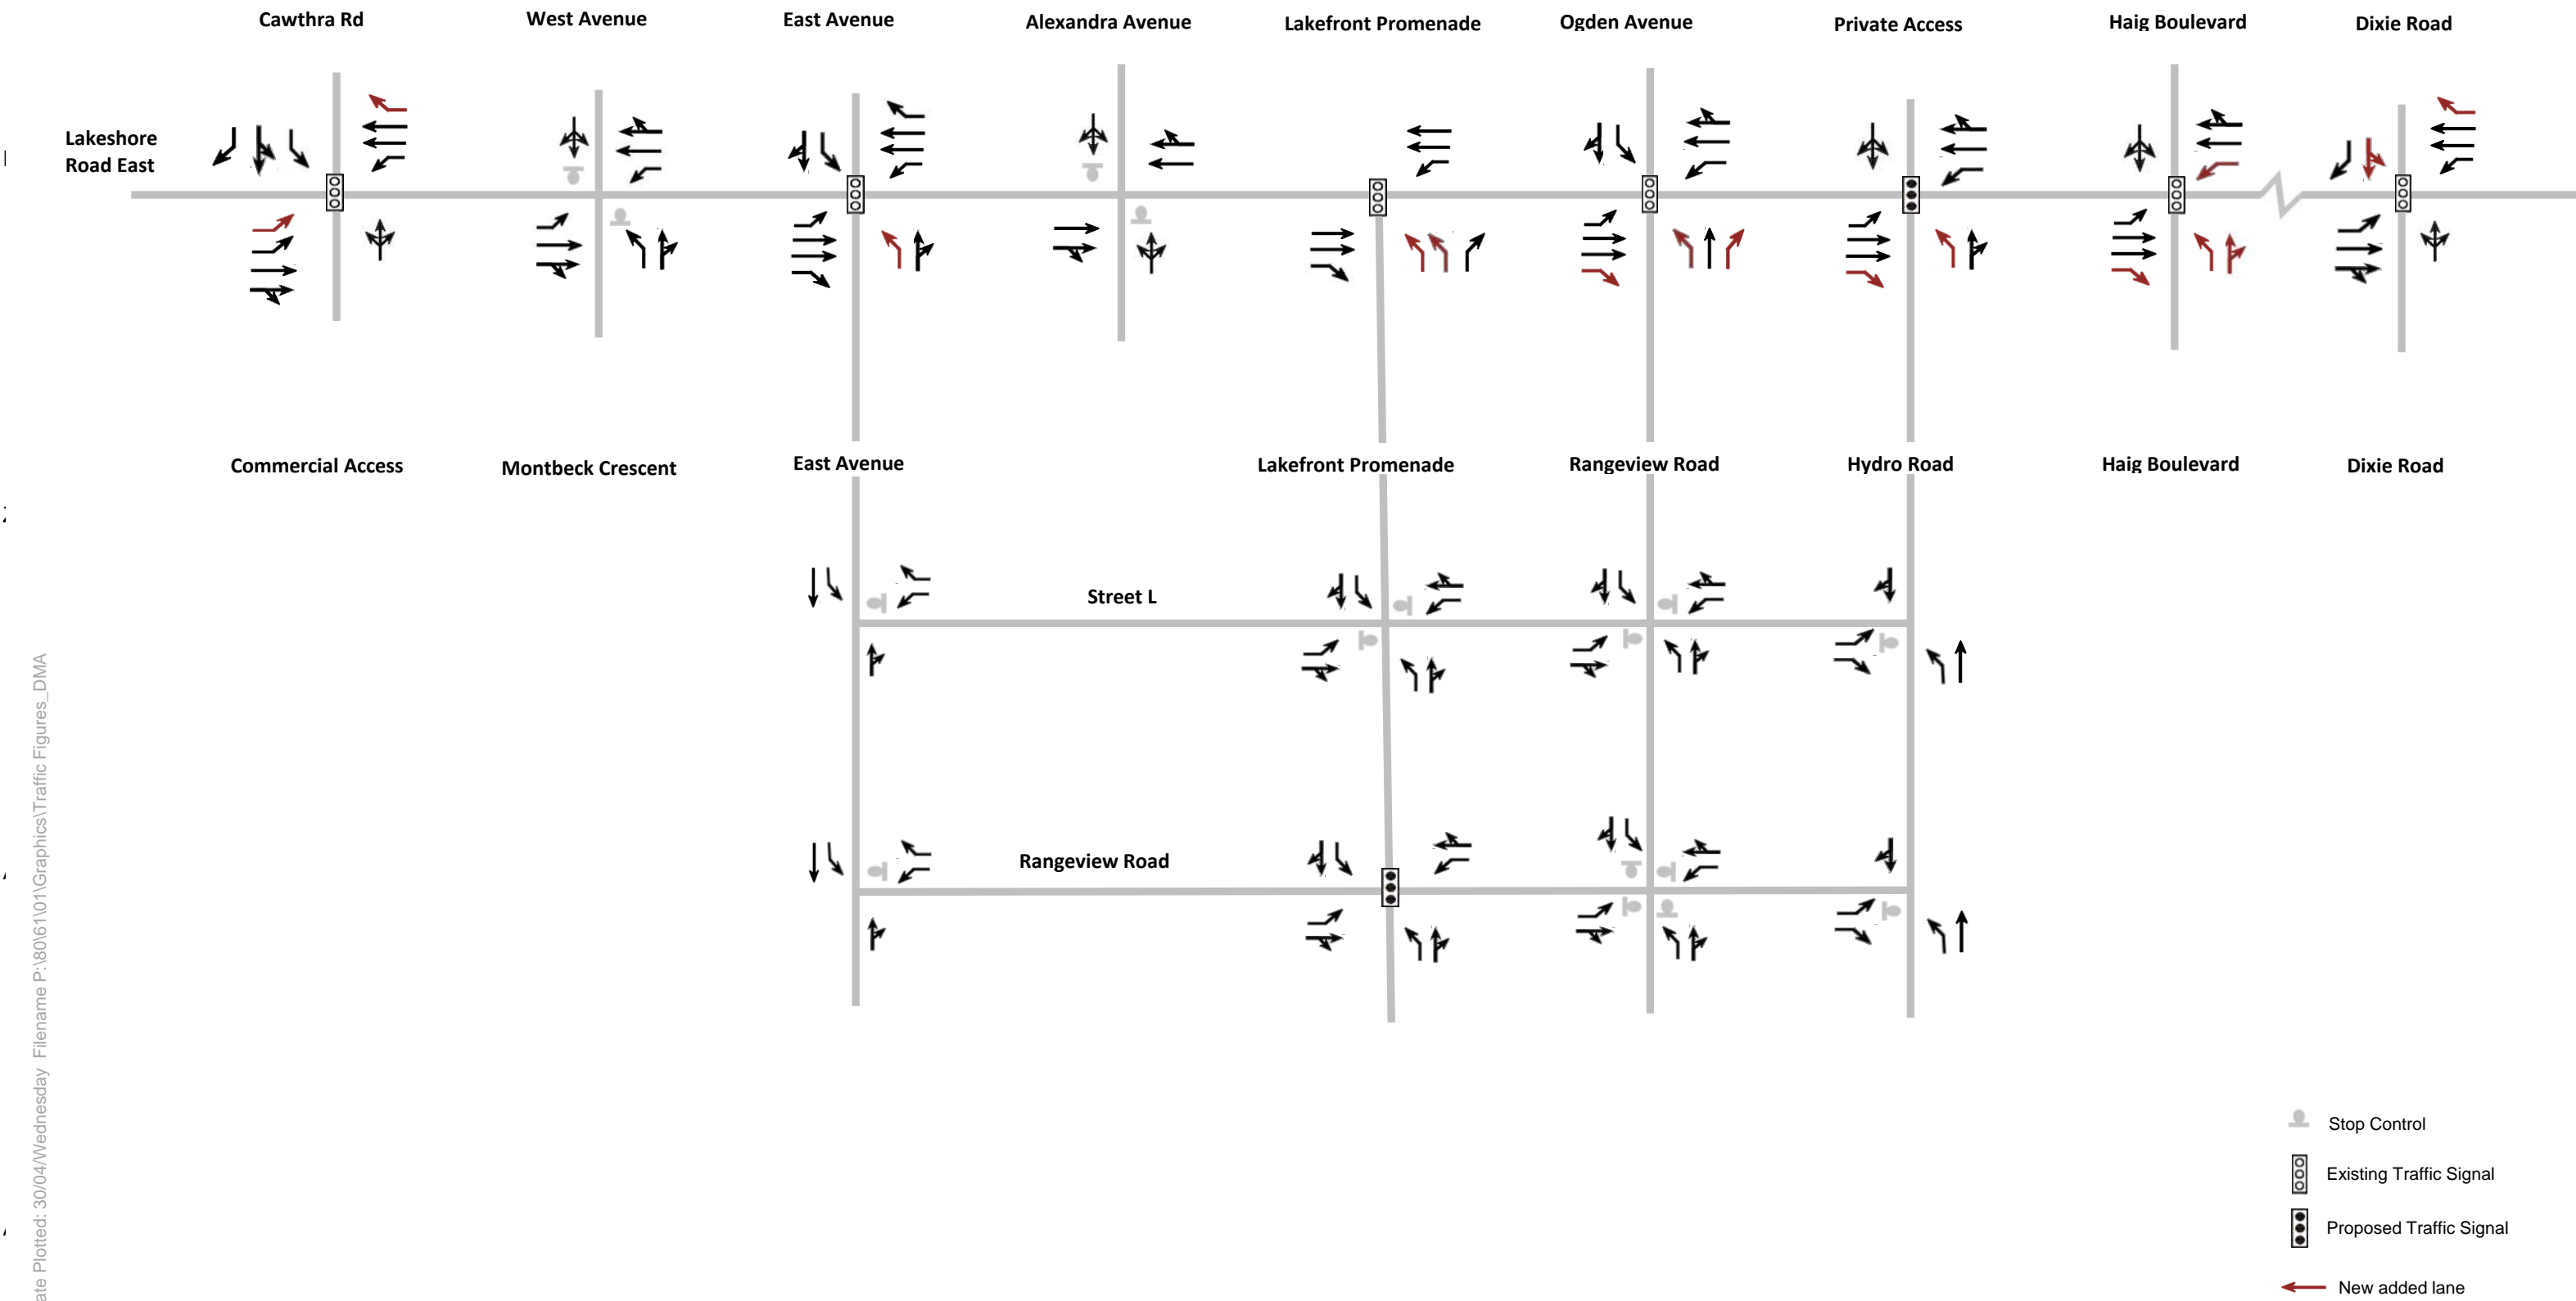 Cawthra Rd
West Avenue
East Avenue
Alexandra Avenue
Lakefront Promenade
Ogden Avenue
Private Access
Haig Boulevard
Dixie Road
Lakeshore
Road East
Commercial Access
Montbeck Crescent
East Avenue
Lakefront Promenade
Rangeview Road
Hydro Road
Haig Boulevard
Dixie Road
Street L
Rangeview Road
ate Plotted: 30/04/Wednesday Filename P:\80\61\01\Graphics\Traffic Figures_DMA
Stop Control
Existing Traffic Signal
Proposed Traffic Signal
New added lane